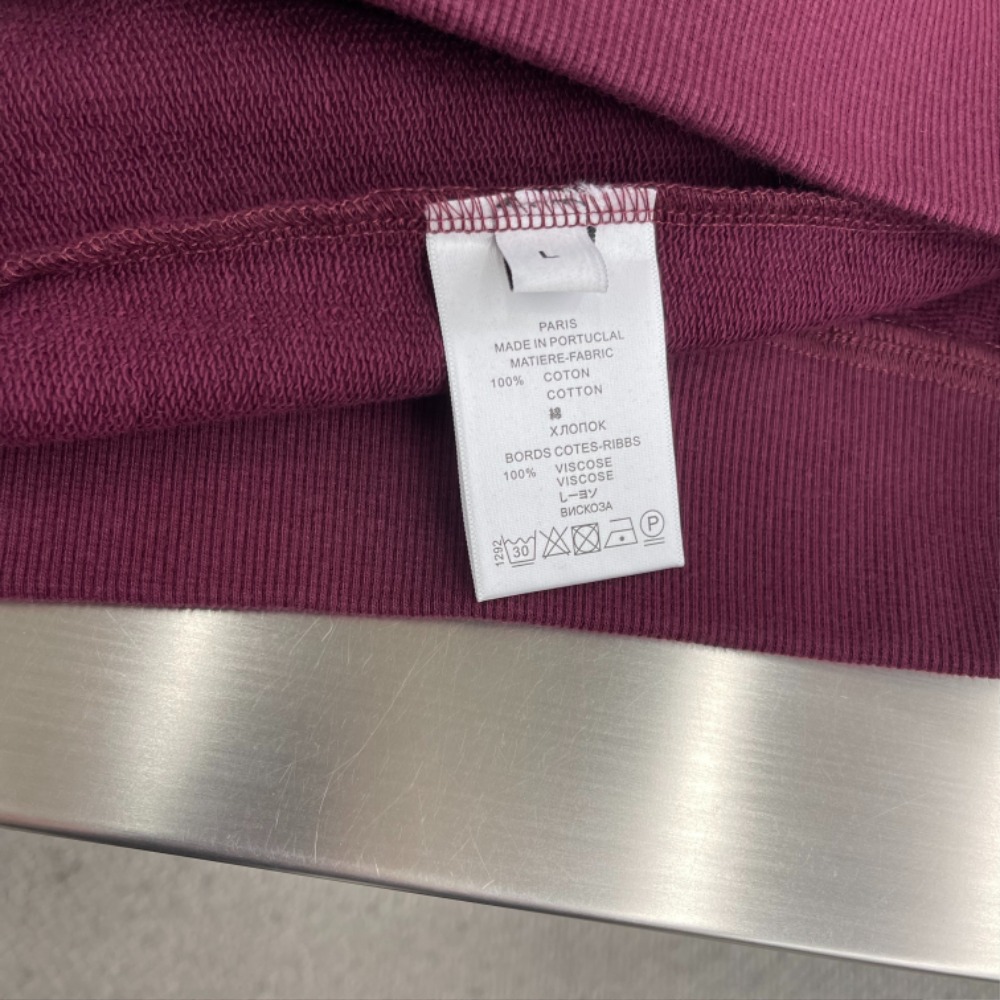 L
PARIS
MADE IN PORTUCLAL
MATIERE-FABRIC
100% COTON
COTTON
ХЛОПОК
BORDS COTES-RIBBS
100% VISCOSE
VISCOSE
レーヨン
ВИСКОЗА
1292
30
P